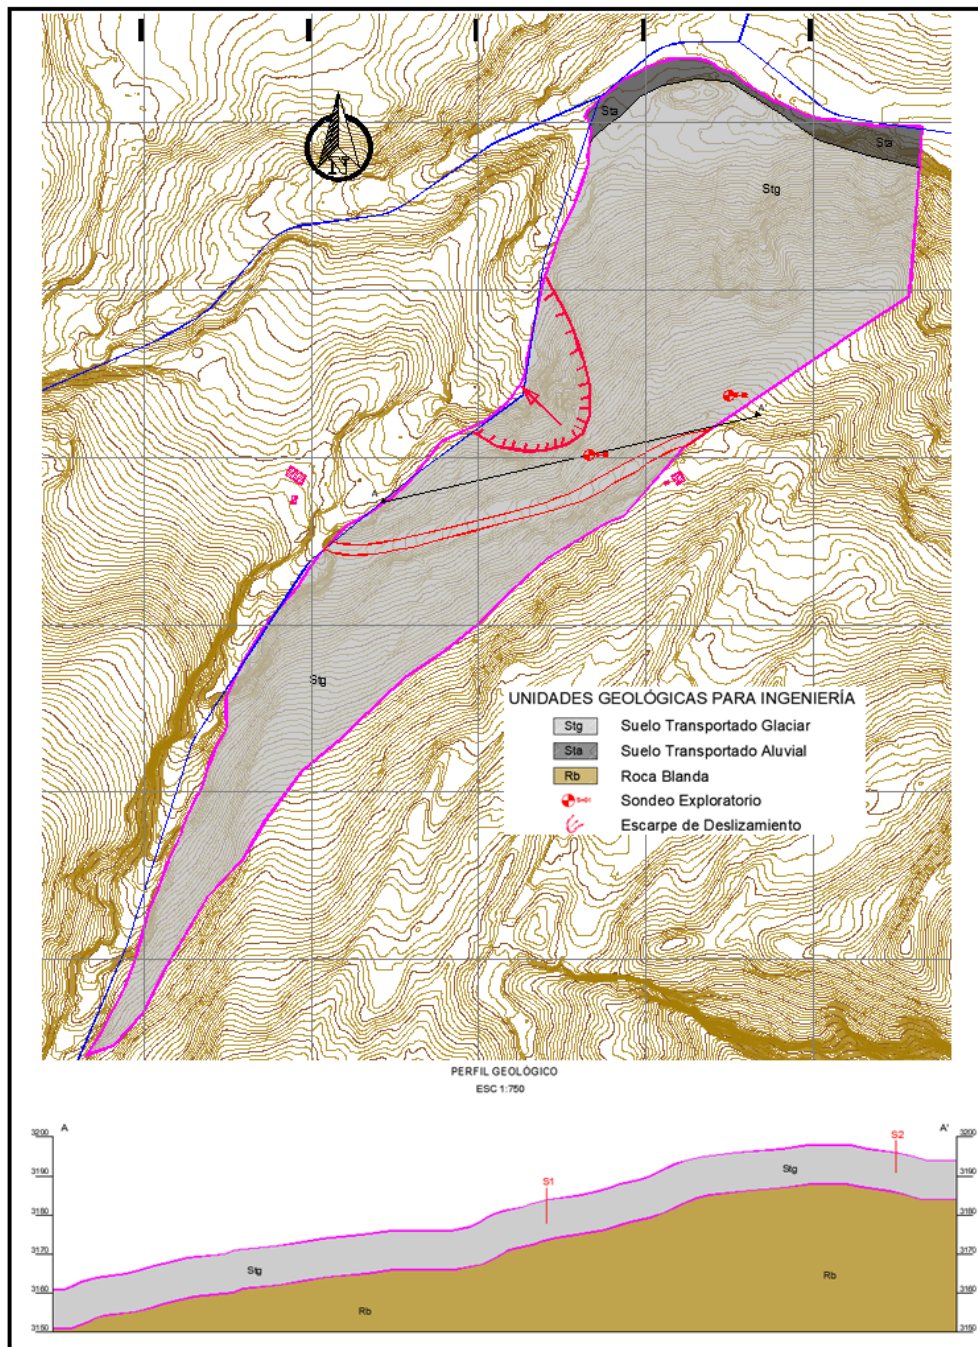 N
Sta
Sta
Stg
A'
A
Stg
UNIDADES GEOLÓGICAS PARA INGENIERÍA
Stg Suelo Transportado Glaciar
Sta Suelo Transportado Aluvial
Rb Roca Blanda
S-01 Sondeo Exploratorio
Escarpe de Deslizamiento
PERFIL GEOLÓGICO
ESC 1:750
A A'
3200 3200
S2
3190 3190
Stg
S1
3180 3180
3170 3170
Stg
Rb
3160 3160
Rb
3150 3150